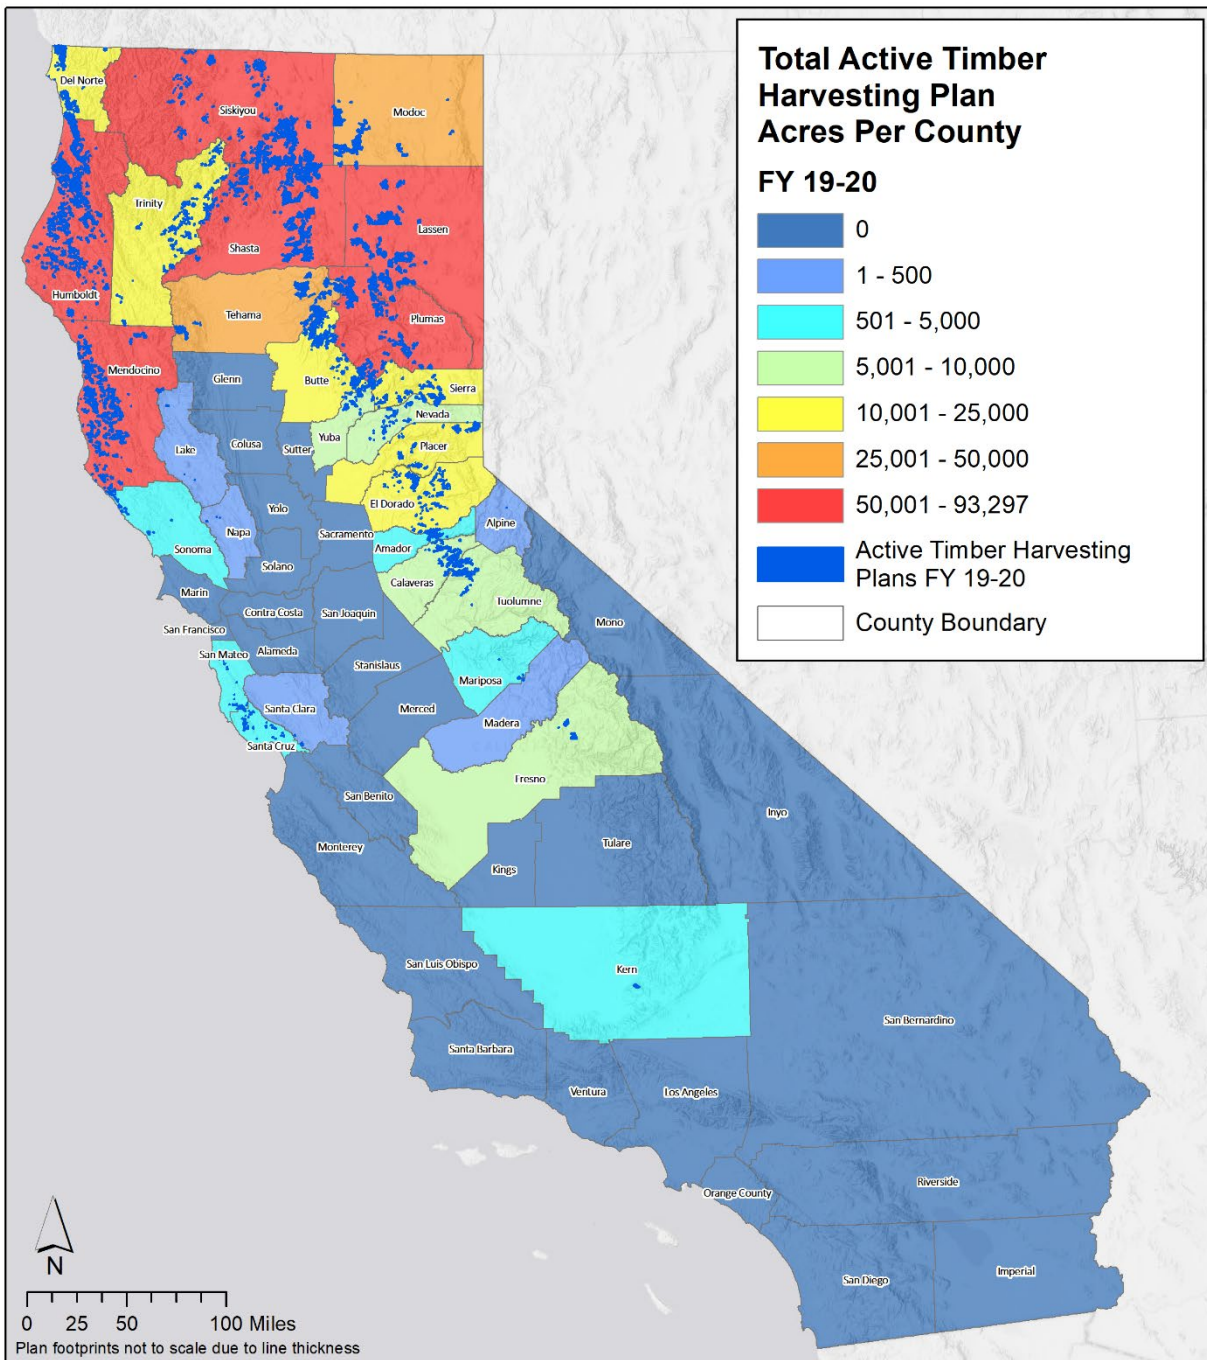 Total Active Timber
Harvesting Plan
Acres Per County
FY 19-20
0
1 - 500
501 - 5,000
5,001 - 10,000
10,001 - 25,000
25,001 - 50,000
50,001 - 93,297
Active Timber Harvesting
Plans FY 19-20
County Boundary
Del Norte
Siskiyou
Modoc
Trinity
Shasta
Lassen
Humboldt
Tehama
Plumas
Mendocino
Glenn
Butte
Sierra
Nevada
Yuba
Colusa
Sutter
Lake
Placer
El Dorado
Yolo
Napa
Sacramento
Alpine
Sonoma
Amador
Solano
Calaveras
Marin
Contra Costa
San Joaquin
Tuolumne
San Francisco
Mono
Alameda
San Mateo
Stanislaus
Mariposa
Santa Clara
Merced
Madera
Santa Cruz
Fresno
San Benito
Inyo
Monterey
Tulare
Kings
San Luis Obispo
Kern
San Bernardino
Santa Barbara
Ventura
Los Angeles
Orange County
Riverside
San Diego
Imperial
N
0 25 50 100 Miles
Plan footprints not to scale due to line thickness